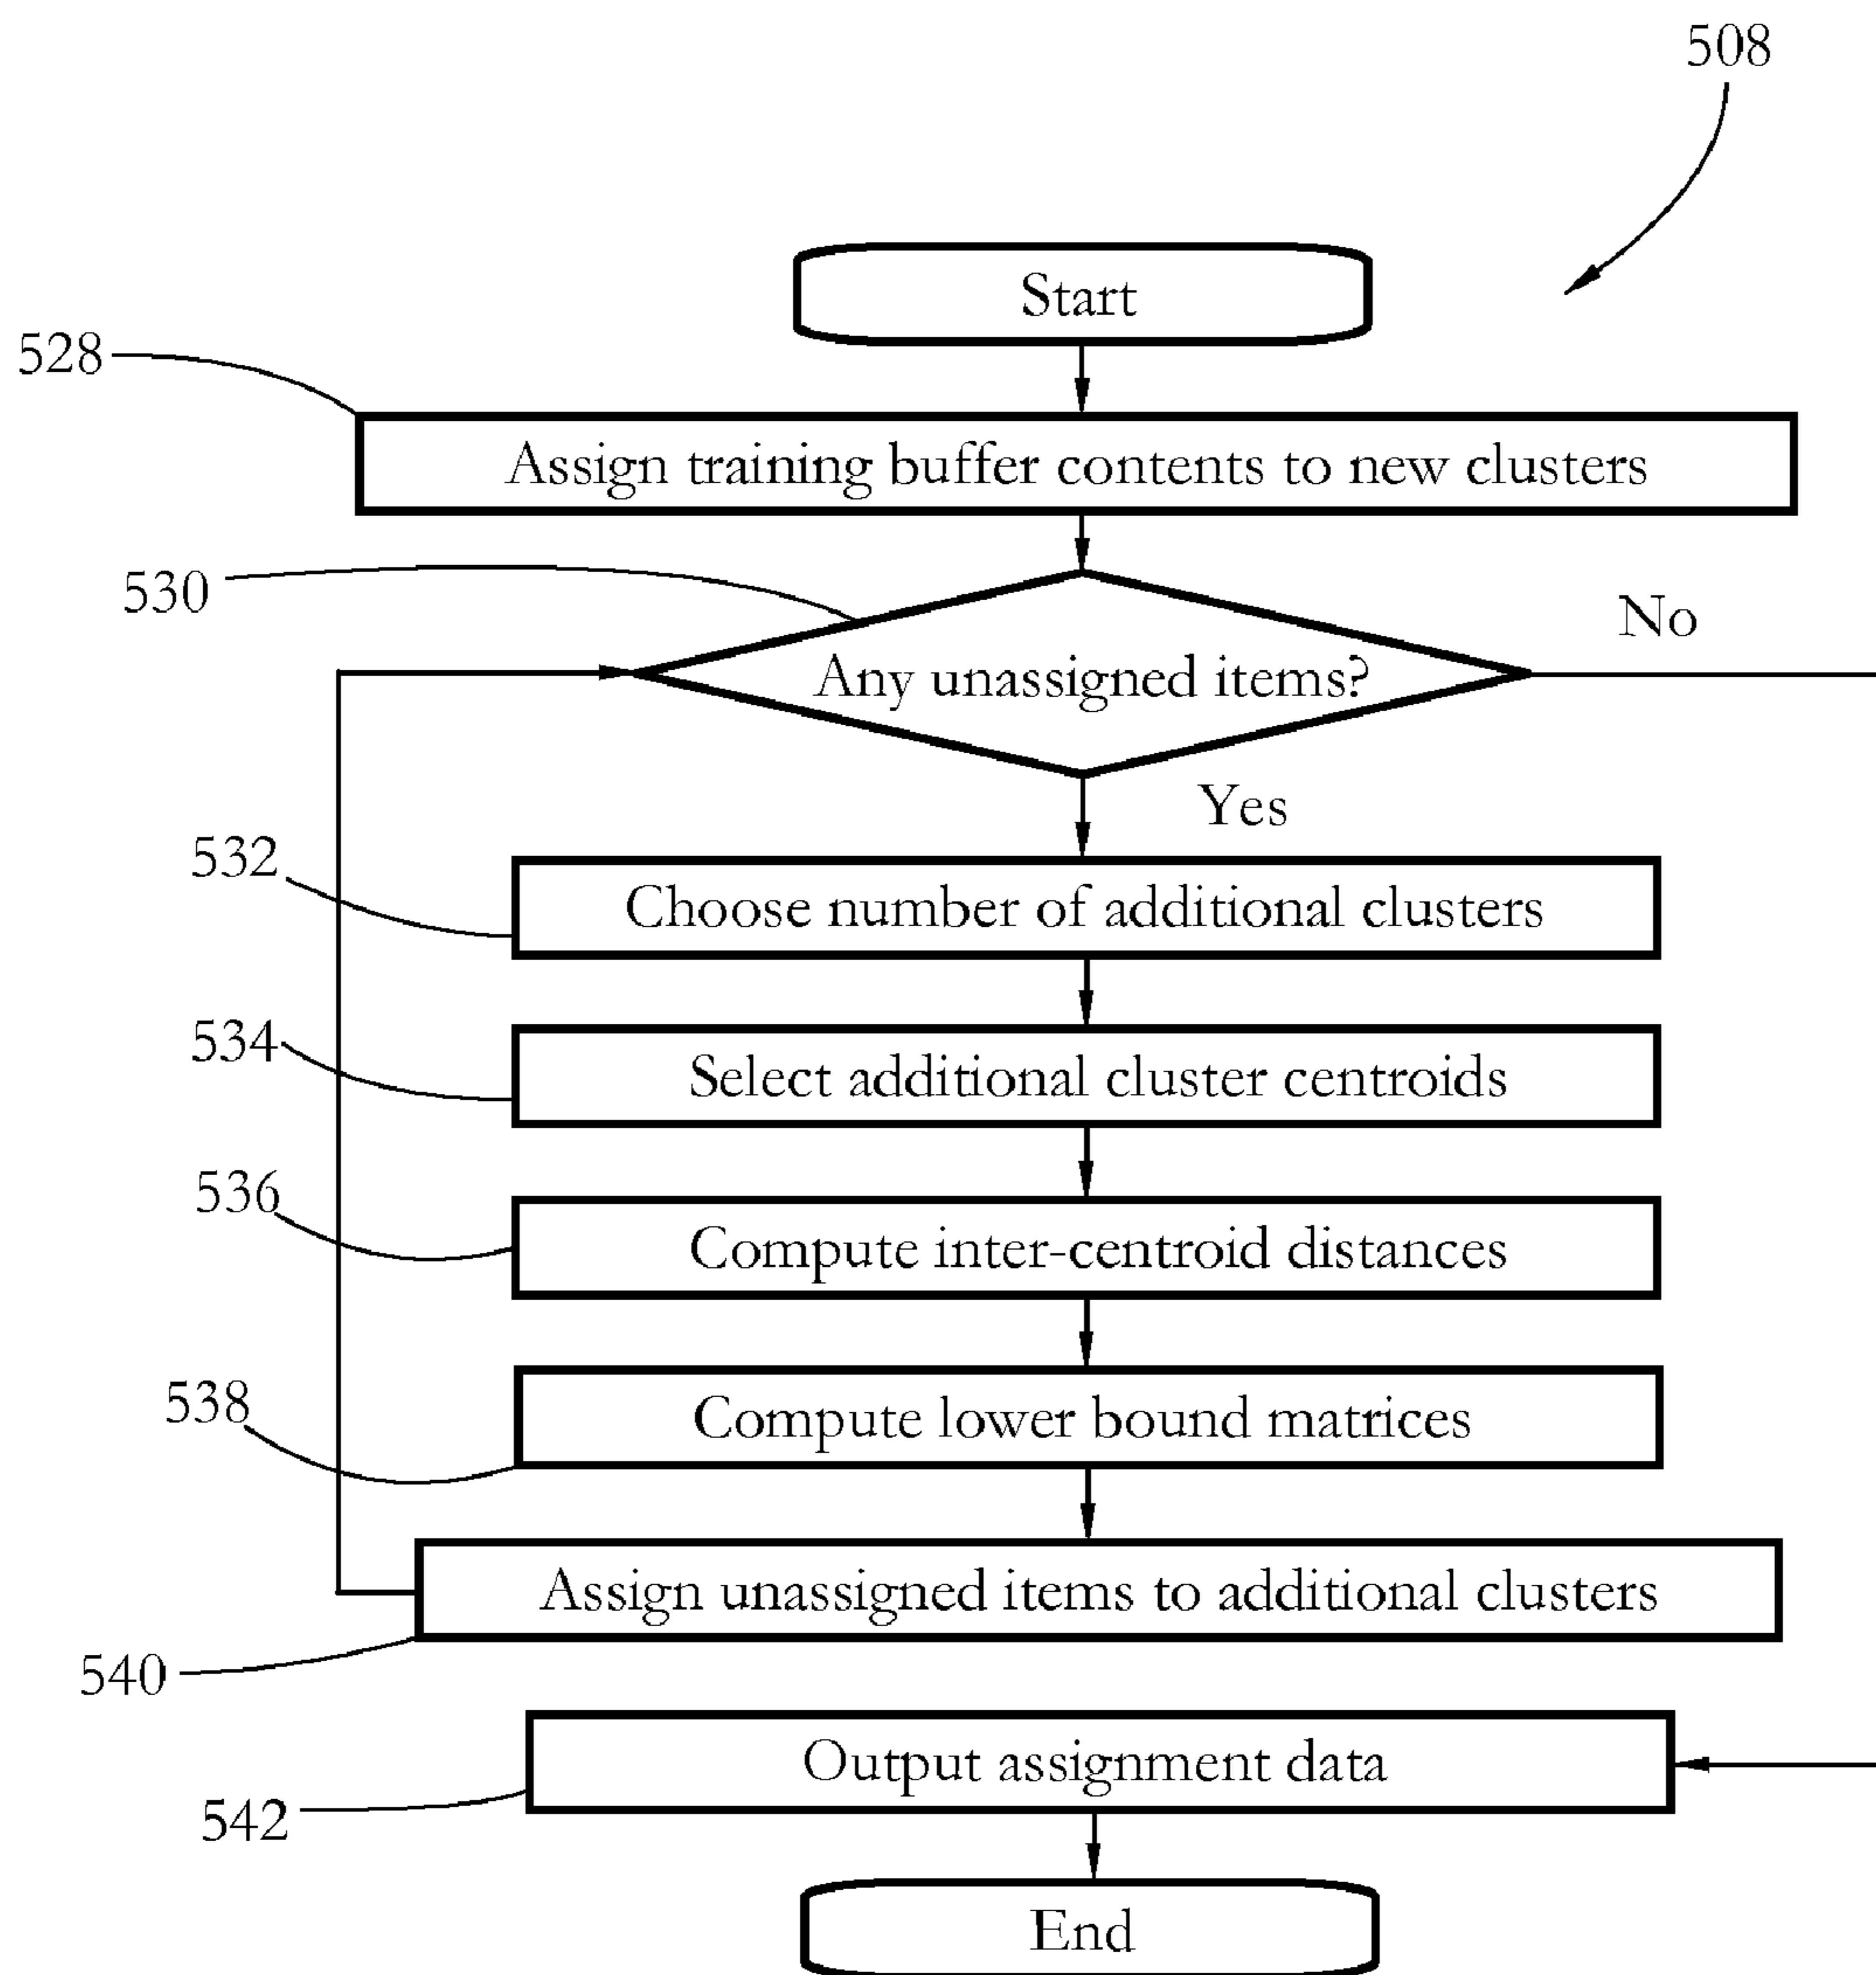 508
Start
528
Assign training buffer contents to new clusters
530
No
Any unassigned items?
Yes
532
Choose number of additional clusters
534
Select additional cluster centroids
536
Compute inter-centroid distances
538
Compute lower bound matrices
Assign unassigned items to additional clusters
540
Output assignment data
542
End